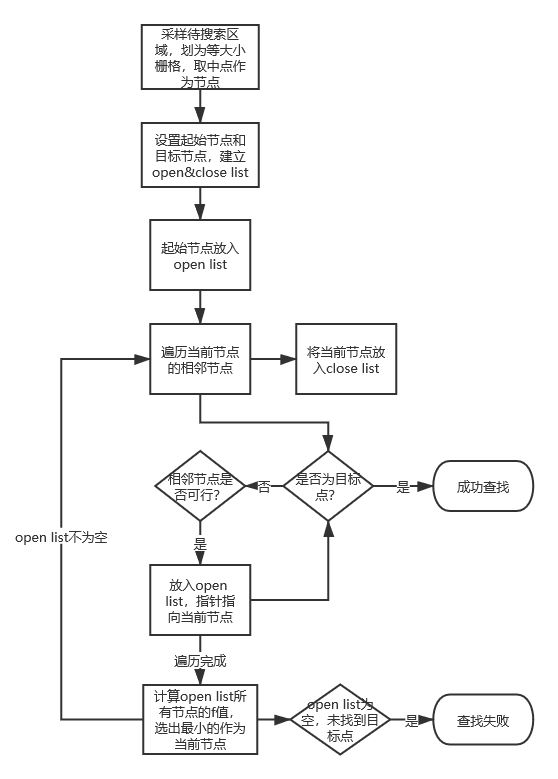 采样待搜索区
域，划为等大小
栅格，取中点作
为节点
设置起始节点和
目标节点，建立
open&close list
起始节点放入
open list
遍历当前节点
的相邻节点
将当前节点放
入close list
相邻节点是
否可行？
否
是否为目标
点？
是
成功查找
open list不为空
是
放入open
list，指针指
向当前节点
遍历完成
计算open list所
有节点的f值，
选出最小的作为
当前节点
open list为
空，未找到目
标点
是
查找失败